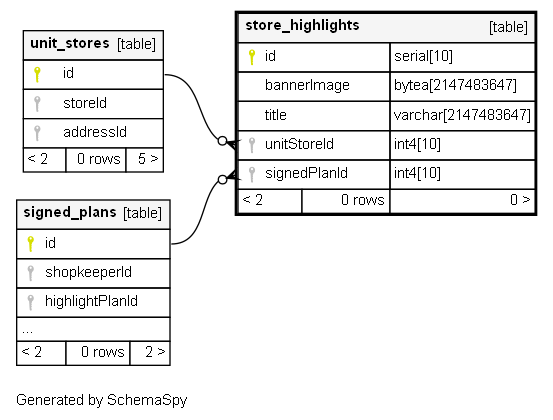 unit_stores [table]
id
storeId
addressId
< 2 0 rows 5 >
signed_plans [table]
id
shopkeeperId
highlightPlanId
...
< 2 0 rows 2 >
store_highlights [table]
id serial[10]
bannerImage bytea[2147483647]
title varchar[2147483647]
unitStoreId int4[10]
signedPlanId int4[10]
< 2 0 rows 0 >
Generated by SchemaSpy